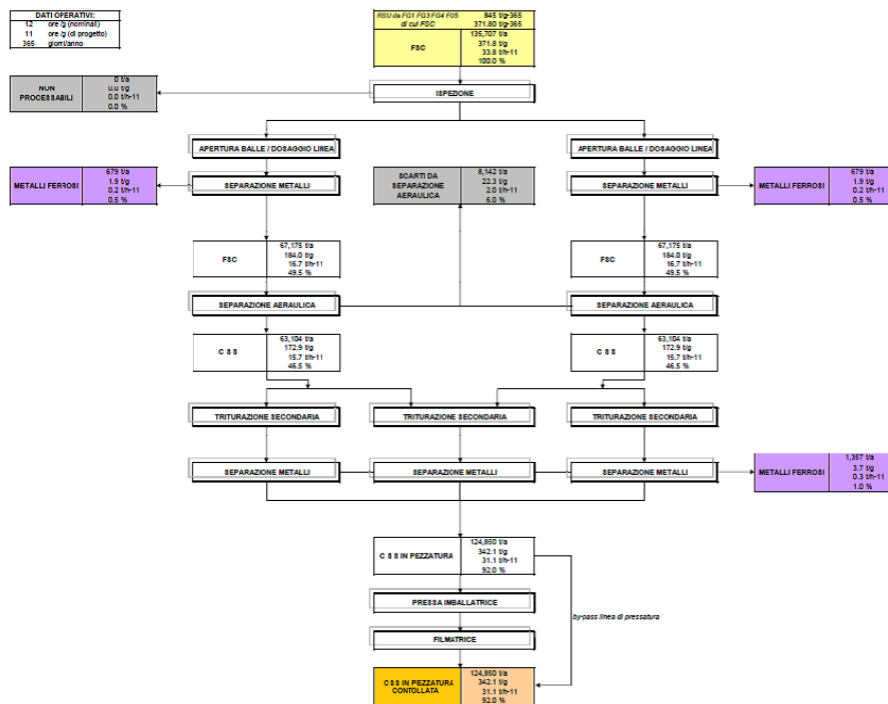 DATI OPERATIVI:
12 ore /g (nominali)
11 ore /g (di progetto)
365 giorni/anno
RSU da FG1 FG3 FG4 F05 845 t/g-365
di cui FSC 371.80 t/g-365
FSC
135,707 t/a
371.8 t/g
33.8 t/h-11
100.0 %
NON PROCESSABILI
0 t/a
0.0 t/g
0.0 t/h-11
0.0 %
ISPEZIONE
APERTURA BALLE / DOSAGGIO LINEA
APERTURA BALLE / DOSAGGIO LINEA
METALLI FERROSI
679 t/a
1.9 t/g
0.2 t/h-11
0.5 %
SEPARAZIONE METALLI
SCARTI DA
SEPARAZIONE
AERAULICA
8,142 t/a
22.3 t/g
2.0 t/h-11
6.0 %
SEPARAZIONE METALLI
METALLI FERROSI
679 t/a
1.9 t/g
0.2 t/h-11
0.5 %
FSC
67,175 t/a
184.0 t/g
16.7 t/h-11
49.5 %
FSC
67,175 t/a
184.0 t/g
16.7 t/h-11
49.5 %
SEPARAZIONE AERAULICA
SEPARAZIONE AERAULICA
C S S
63,104 t/a
172.9 t/g
15.7 t/h-11
46.5 %
C S S
63,104 t/a
172.9 t/g
15.7 t/h-11
46.5 %
TRITURAZIONE SECONDARIA
TRITURAZIONE SECONDARIA
TRITURAZIONE SECONDARIA
SEPARAZIONE METALLI
SEPARAZIONE METALLI
SEPARAZIONE METALLI
METALLI FERROSI
1,357 t/a
3.7 t/g
0.3 t/h-11
1.0 %
C S S IN PEZZATURA
124,850 t/a
342.1 t/g
31.1 t/h-11
92.0 %
PRESSA IMBALLATRICE
by-pass linea di pressatura
FILMATRICE
C S S IN PEZZATURA
CONTOLLATA
124,850 t/a
342.1 t/g
31.1 t/h-11
92.0 %